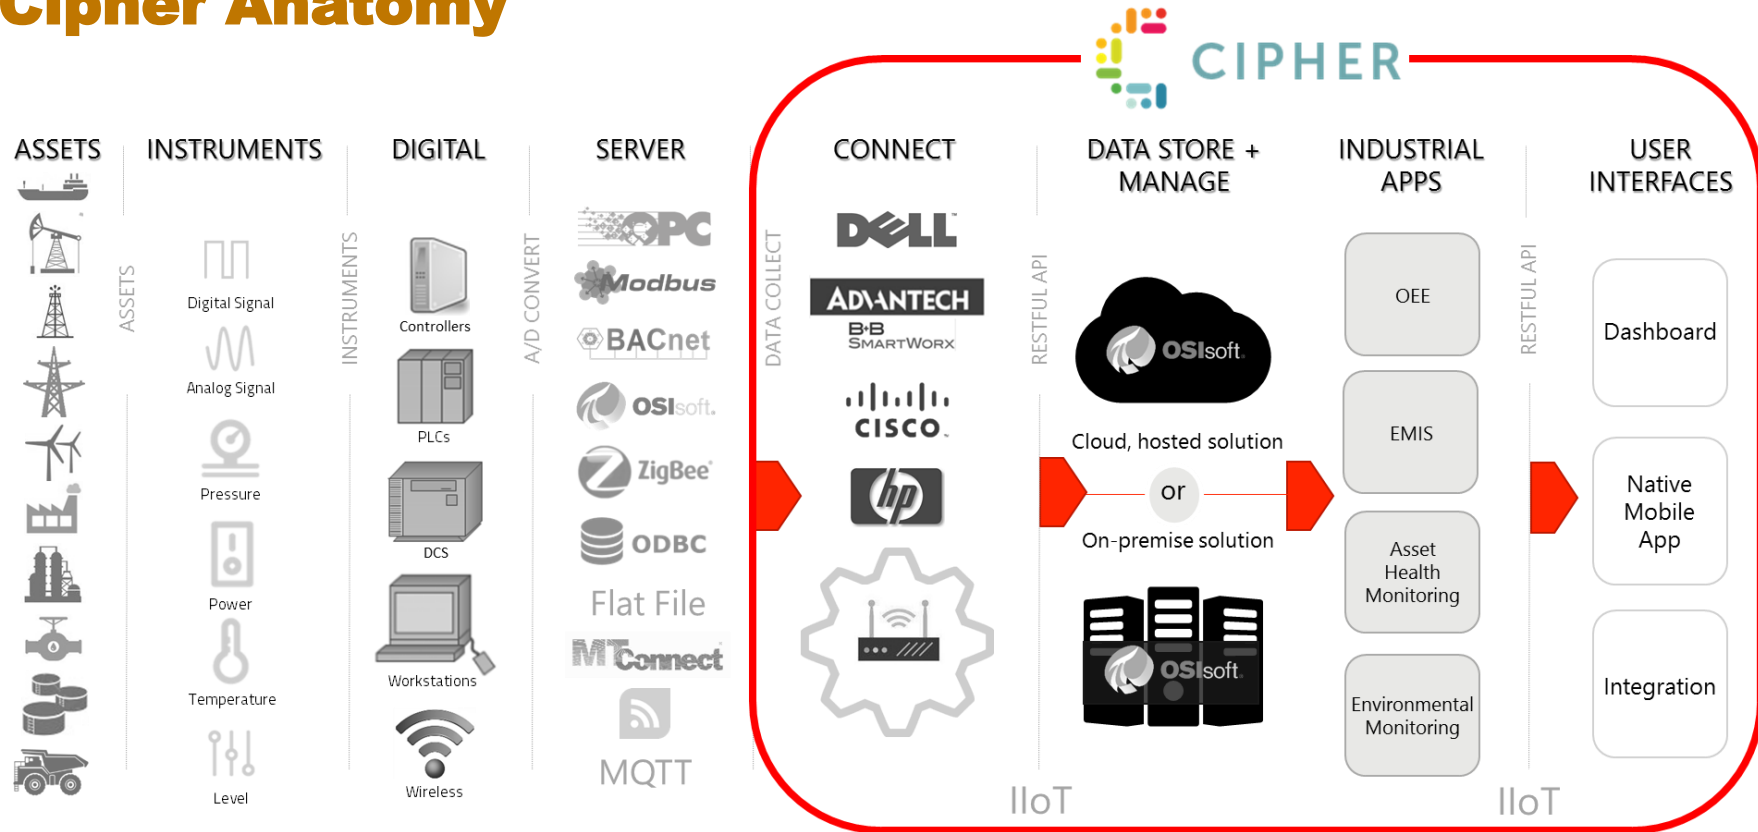 Cipher Anatomy
CIPHER
ASSETS
INSTRUMENTS
DIGITAL
SERVER
CONNECT
DATA STORE +
MANAGE
INDUSTRIAL
APPS
USER
INTERFACES
ASSETS
Digital Signal
Analog Signal
Pressure
Power
Temperature
Level
INSTRUMENTS
Controllers
PLCs
DCS
Workstations
Wireless
A/D CONVERT
OPC
Modbus
BACnet
OSIsoft.
ZigBee
ODBC
Flat File
MTConnect
MQTT
DATA COLLECT
DELL
ADVANTECH
B+B
SMARTWORX
CISCO
hp
RESTFUL API
OSIsoft.
Cloud, hosted solution
or
On-premise solution
OSIsoft.
OEE
EMIS
Asset
Health
Monitoring
Environmental
Monitoring
RESTFUL API
Dashboard
Native
Mobile
App
Integration
IIoT
IIoT